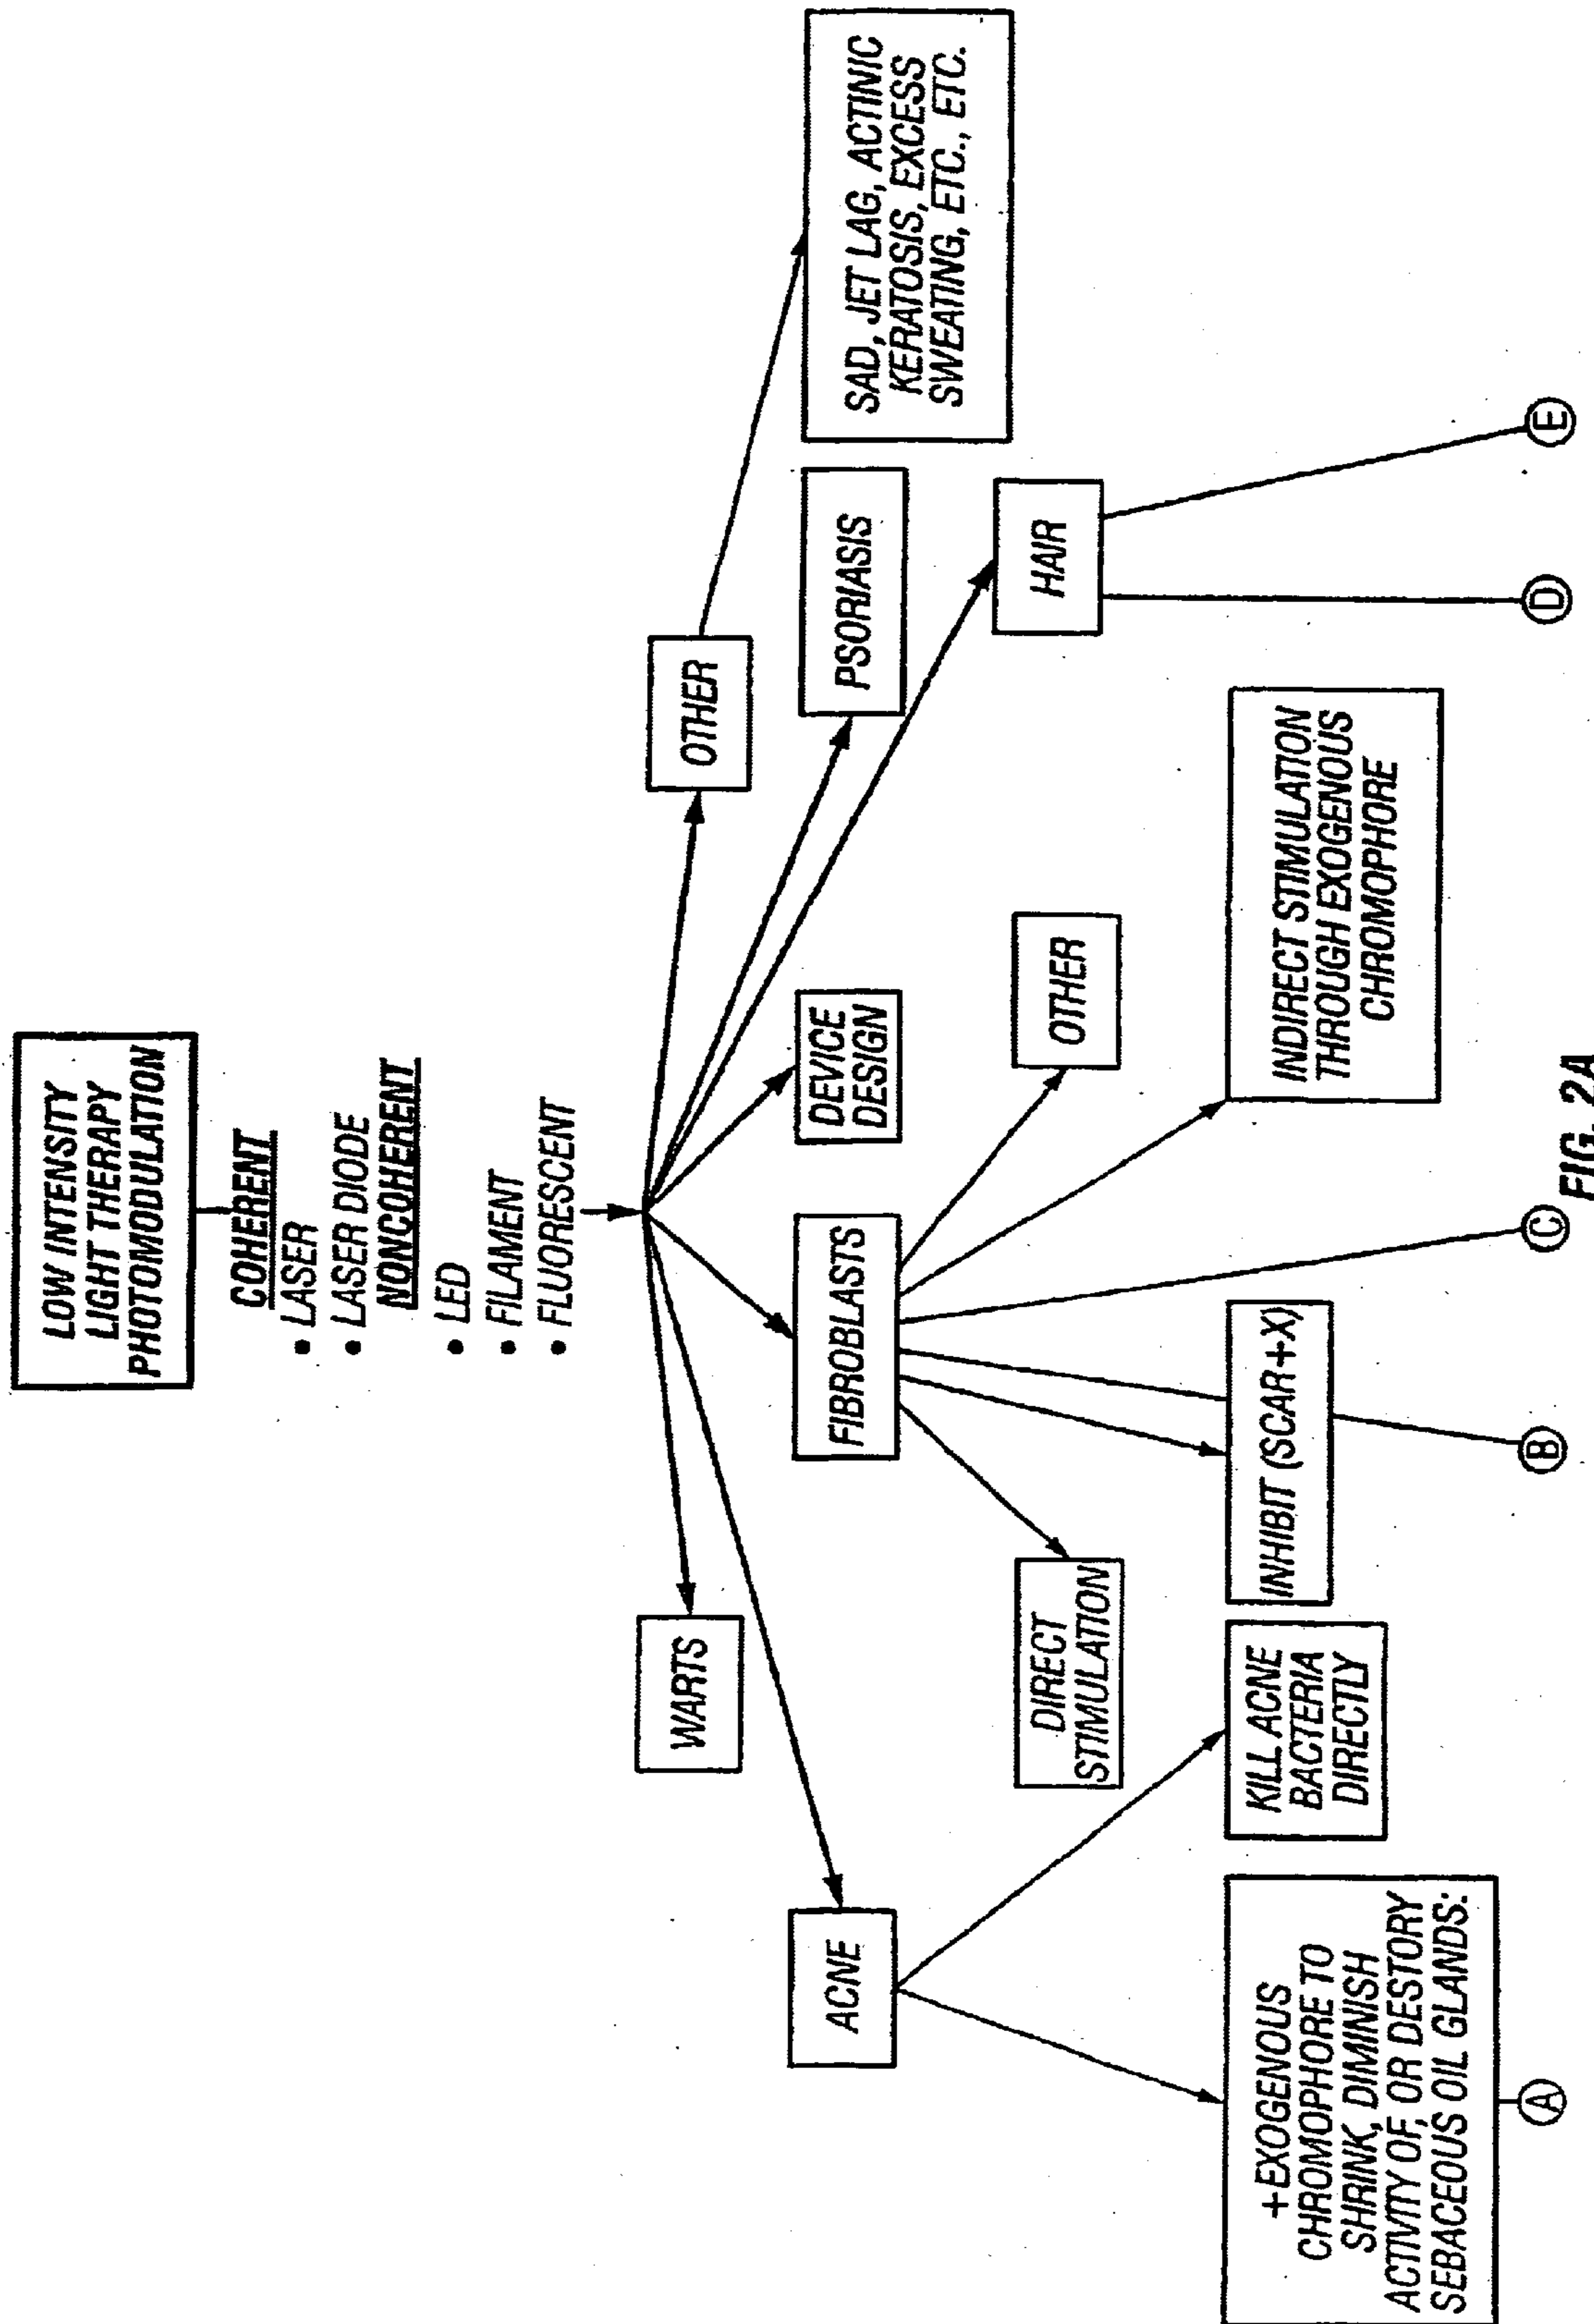 LOW INTENSITY
LIGHT THERAPY
PHOTOMODULATION
COHERENT
• LASER
• LASER DIODE
NONCOHERENT
• LED
• FILAMENT
• FLUORESCENT
WARTS
OTHER
ACNE
FIBROBLASTS
DEVICE
DESIGN
PSORIASIS
SAD, JET LAG, ACTINIC
KERATOSIS, EXCESS
SWEATING, ETC., ETC.
DIRECT
STIMULATION
OTHER
HAIR
+EXOGENOUS
CHROMOPHORE TO
SHRINK, DIMINISH
ACTIVITY OF, OR DESTORY
SEBACEOUS OIL GLANDS:
KILL ACNE
BACTERIA
DIRECTLY
INHIBIT (SCAR+X)
INDIRECT STIMULATION
THROUGH EXOGENOUS
CHROMOPHORE
A
B
C
D
E
FIG. 2A